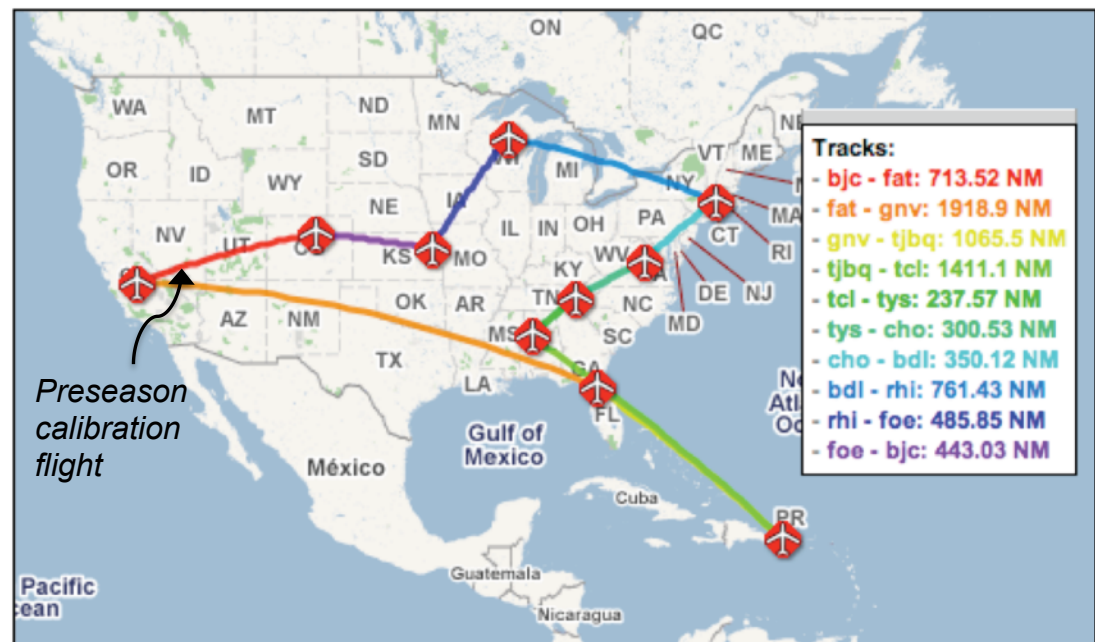 ON
QC
WA
MT
ND
MN
OR
ID
SD
WY
MI
VT
ME
NY
NE
IA
NV
UT
IL
IN
OH
PA
MA
CT
RI
KS
MO
WV
KY
DE
NJ
OK
AR
TN
NC
MD
AZ
NM
MS
SC
TX
LA
GA
FL
Gulf of
Mexico
México
Cuba
PR
Guatemala
Nicaragua
Pacific
Preseason
calibration
flight
Tracks:
- bjc - fat: 713.52 NM
- fat - gnv: 1918.9 NM
- gnv - tjbq: 1065.5 NM
- tjbq - tcl: 1411.1 NM
- tcl - tys: 237.57 NM
- tys - cho: 300.53 NM
- cho - bdl: 350.12 NM
- bdl - rhi: 761.43 NM
- rhi - foe: 485.85 NM
- foe - bjc: 443.03 NM